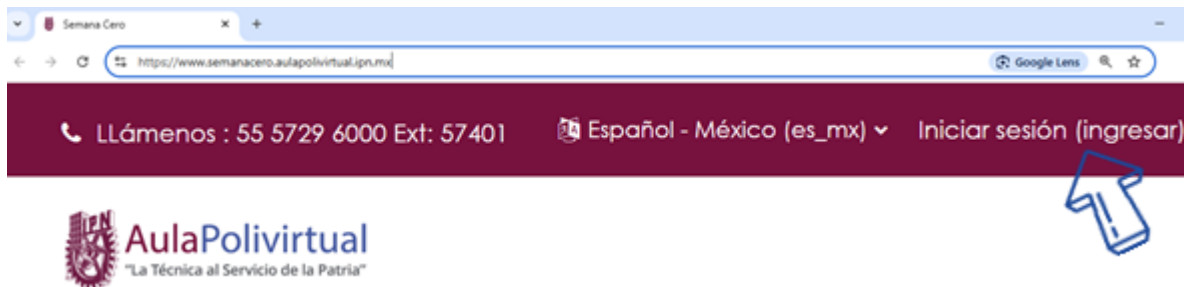 Semana Cero
https://www.semanacero.aulapolivirtual.ipn.mx
Google Lens
LLámenos : 55 5729 6000 Ext: 57401
Español - México (es_mx)
Iniciar sesión (ingresar)
IPN
AulaPolivirtual
"La Técnica al Servicio de la Patria"